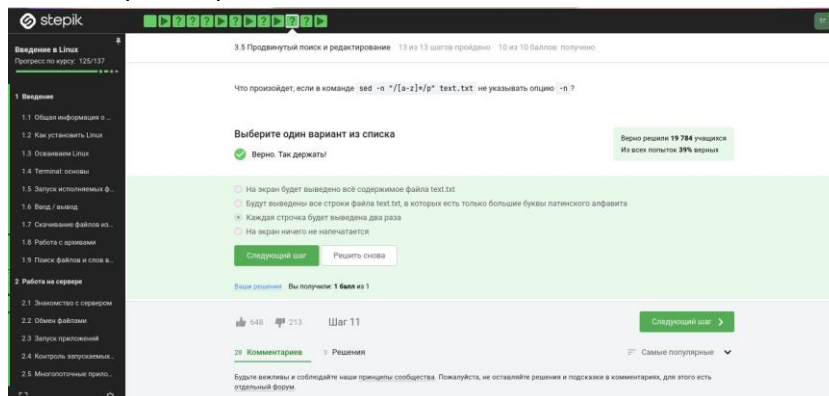 stepik
Введение в Linux
Прогресс по курсу: 125/137
1 Введение
1.1 Общая информация о ...
1.2 Как установить Linux
1.3 Осваиваем Linux
1.4 Terminal: основы
1.5 Запуск исполняемых ф...
1.6 Ввод / вывод
1.7 Скачивание файлов из...
1.8 Работа с архивами
1.9 Поиск файлов и слов в...
2 Работа на сервере
2.1 Знакомство с сервером
2.2 Обмен файлами
2.3 Запуск приложений
2.4 Контроль запускаемых...
2.5 Многопоточные прило...
3.5 Продвинутый поиск и редактирование 13 из 13 шагов пройдено 10 из 10 баллов получено
Что произойдет, если в команде sed -n "/[a-z]*/p" text.txt не указывать опцию -n ?
Выберите один вариант из списка
Верно. Так держать!
Верно решили 19 784 учащихся
Из всех попыток 39% верных
На экран будет выведено всё содержимое файла text.txt
Будут выведены все строки файла text.txt, в которых есть только большие буквы латинского алфавита
Каждая строчка будет выведена два раза
На экран ничего не напечатается
Следующий шаг Решить снова
Ваши решения Вы получили: 1 балл из 1
648 213 Шаг 11 Следующий шаг
28 Комментариев 5 Решения Самые популярные
Будьте вежливы и соблюдайте наши принципы сообщества. Пожалуйста, не оставляйте решения и подсказки в комментариях, для этого есть
отдельный форум.